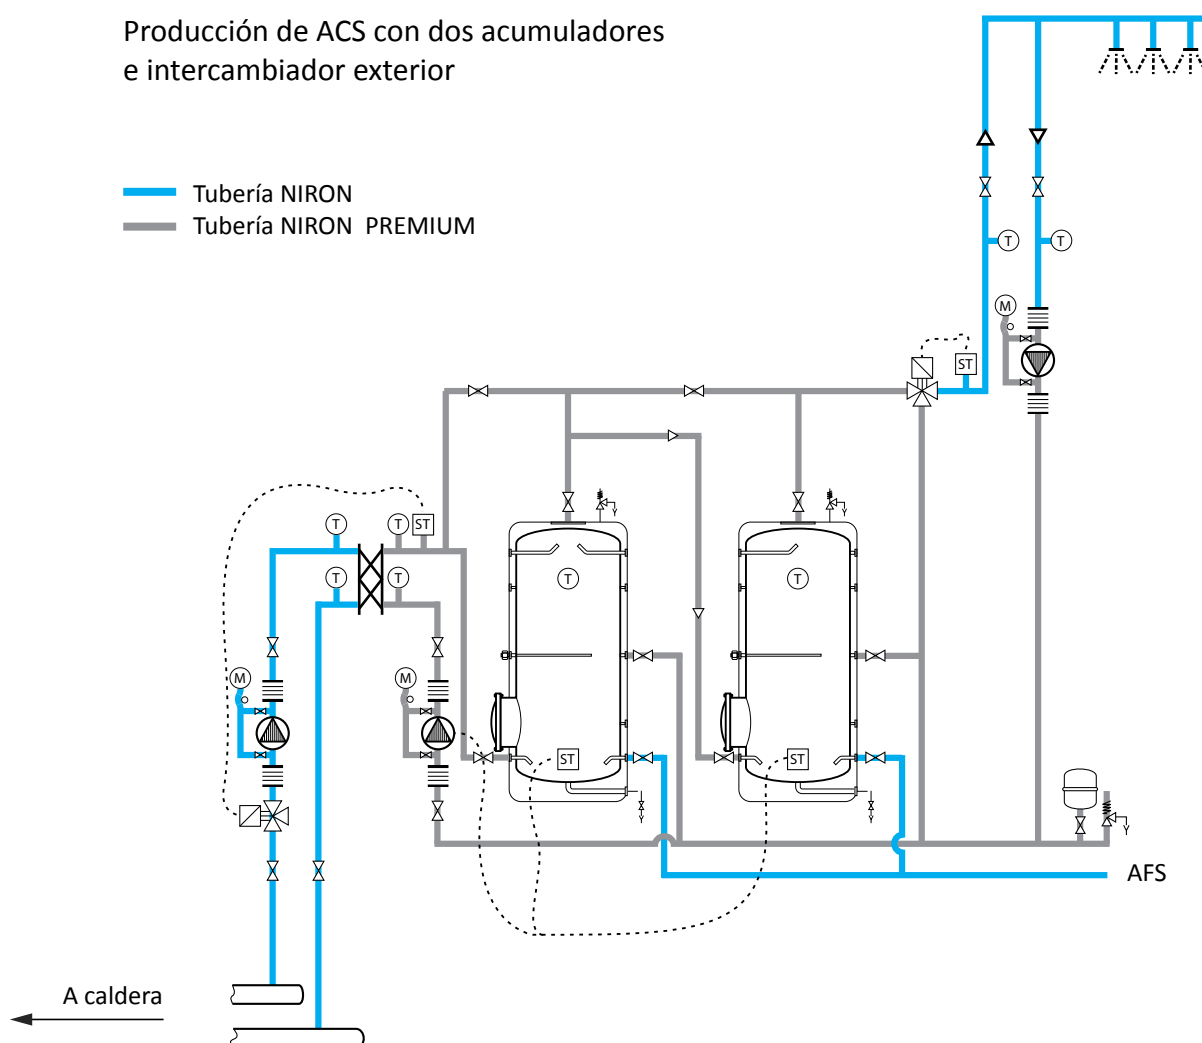 Producción de ACS con dos acumuladores
e intercambiador exterior
Tubería NIRON
Tubería NIRON PREMIUM
T
T
M
ST
T
T
ST
T
T
T
T
M
M
ST
ST
AFS
A caldera